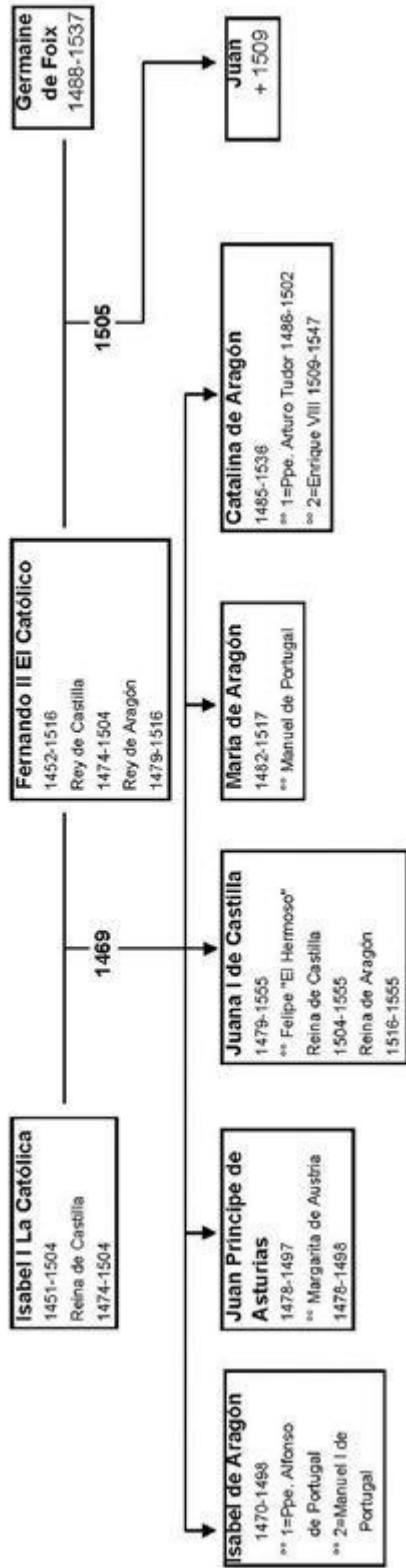 Isabel I La Católica
1451-1504
Reina de Castilla
1474-1504
1469
Fernando II El Católico
1452-1516
Rey de Castilla
1474-1504
Rey de Aragón
1479-1516
1505
Germaine
de Foix
1488-1537
Isabel de Aragón
1470-1498
°° 1=Ppe. Alfonso
de Portugal
°° 2=Manuel I de
Portugal
Juan Príncipe de
Asturias
1478-1497
°° Margarita de Austria
1478-1498
Juana I de Castilla
1479-1555
°° Felipe "El Hermoso"
Reina de Castilla
1504-1555
Reina de Aragón
1516-1555
Maria de Aragón
1482-1517
°° Manuel de Portugal
Catalina de Aragón
1485-1536
°° 1=Ppe. Arturo Tudor 1486-1502
°° 2=Enrique VIII 1509-1547
Juan
+ 1509